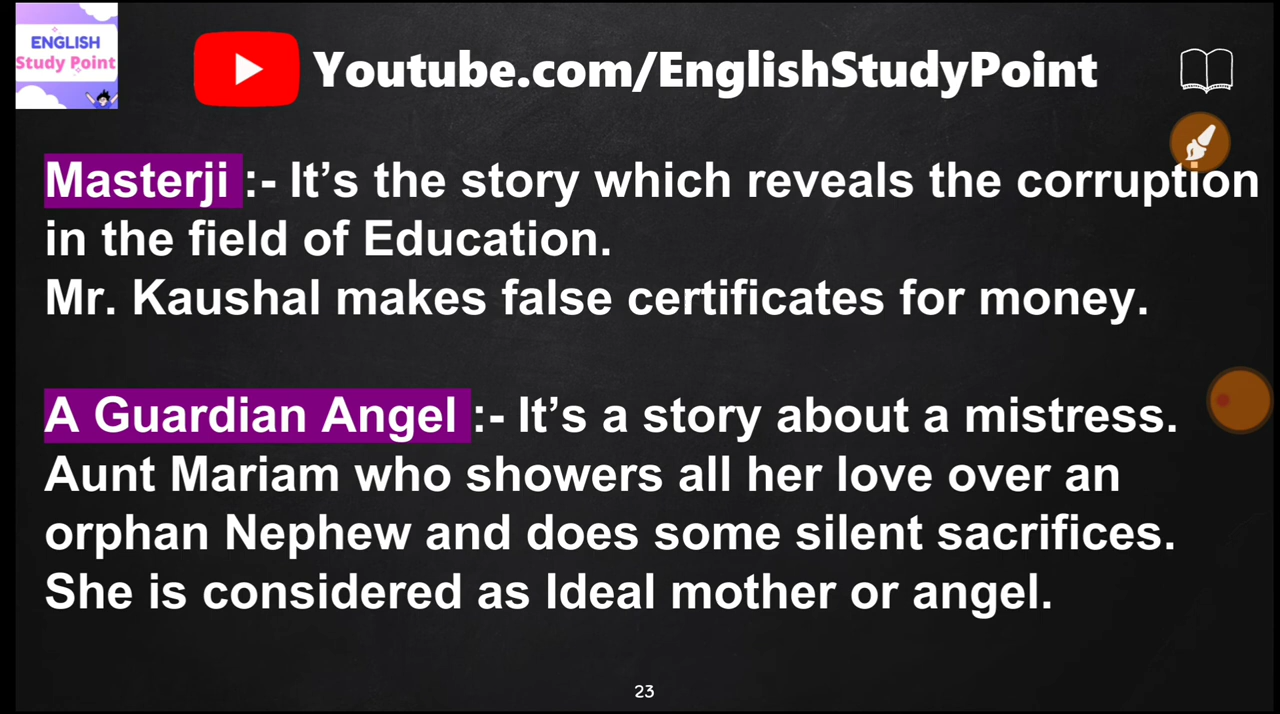 ENGLISH
Study Point
Youtube.com/EnglishStudyPoint
Masterji :- It’s the story which reveals the corruption
in the field of Education.
Mr. Kaushal makes false certificates for money.
A Guardian Angel :- It’s a story about a mistress.
Aunt Mariam who showers all her love over an
orphan Nephew and does some silent sacrifices.
She is considered as Ideal mother or angel.
23